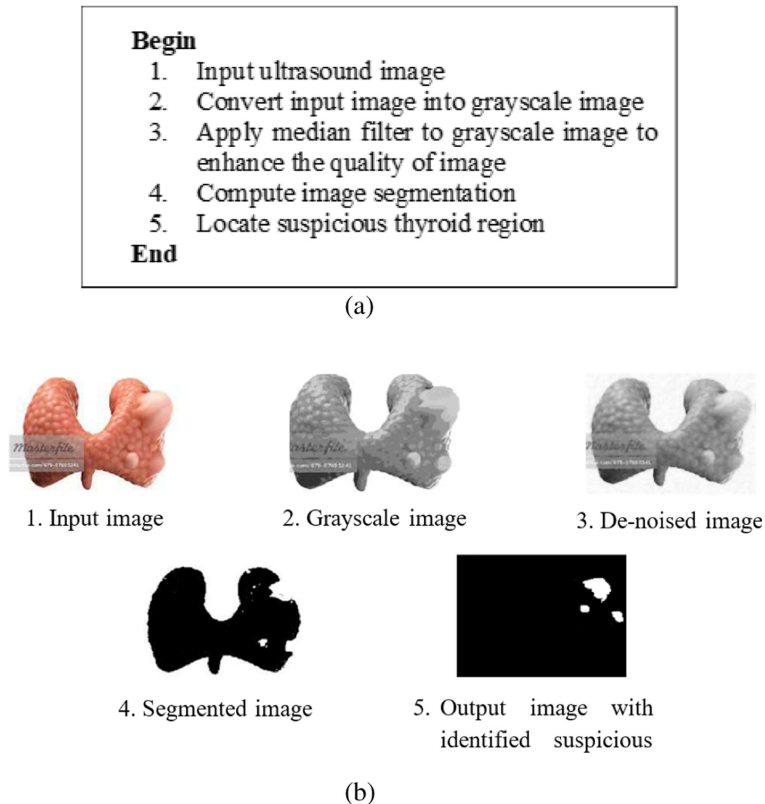 Begin
1. Input ultrasound image
2. Convert input image into grayscale image
3. Apply median filter to grayscale image to
enhance the quality of image
4. Compute image segmentation
5. Locate suspicious thyroid region
End
(a)
masterfile
masterfile
masterfile
1. Input image
2. Grayscale image
3. De-noised image
4. Segmented image
5. Output image with
identified suspicious
(b)